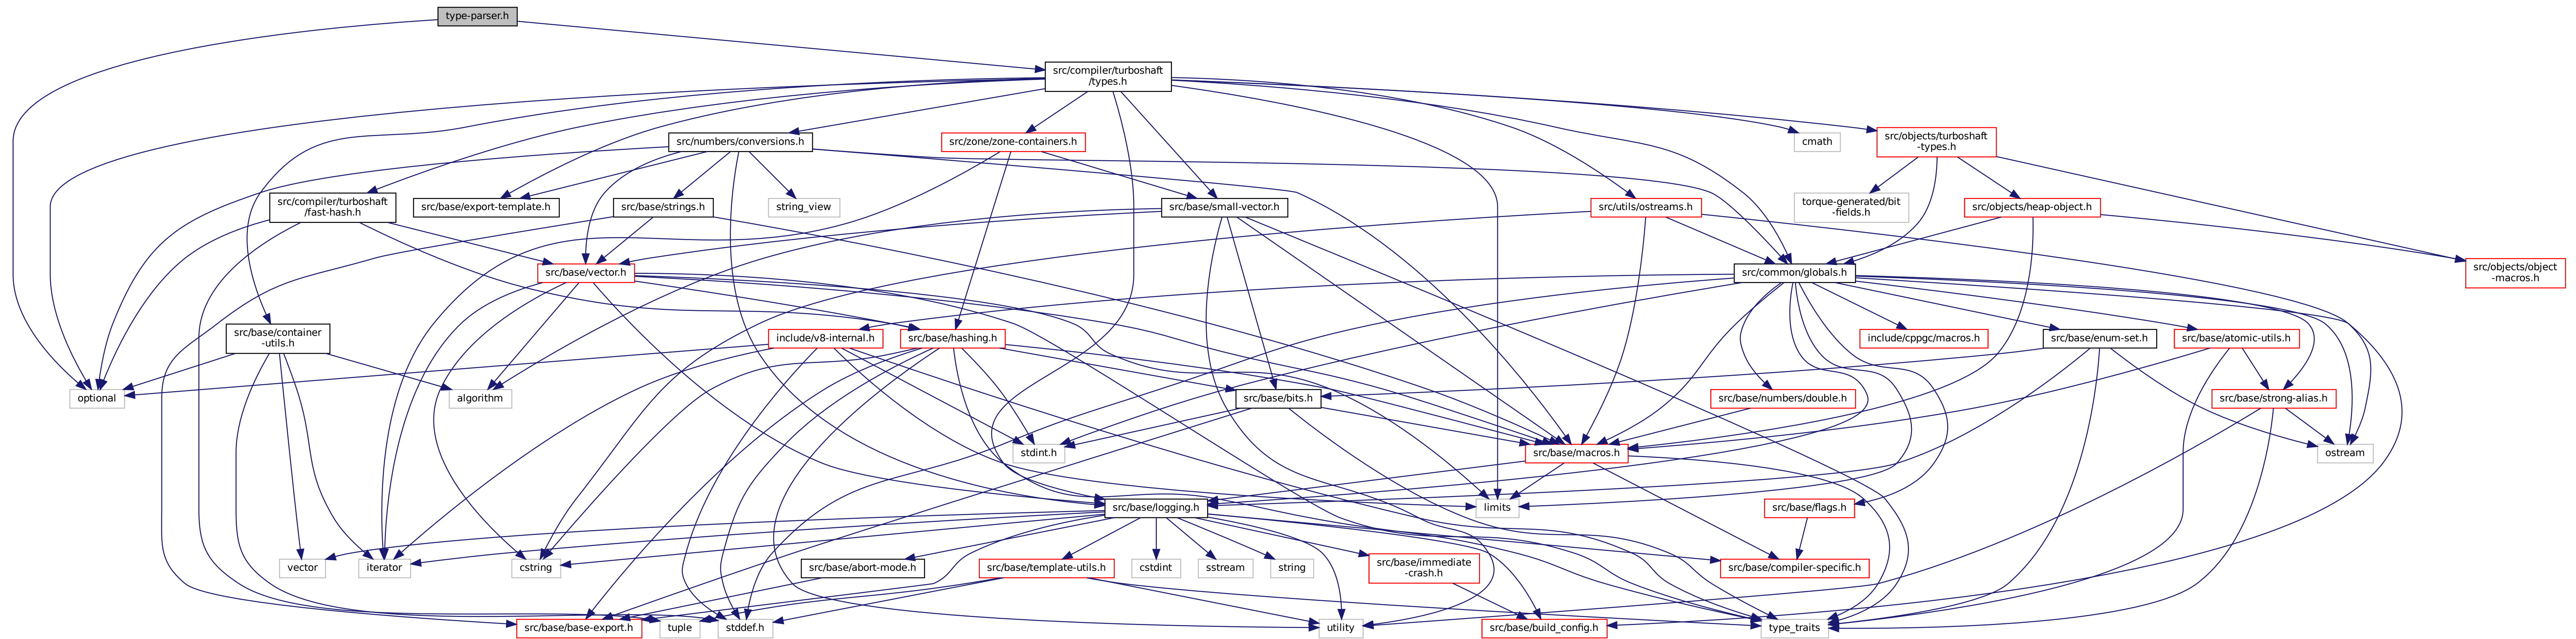 type-parser.h
src/compiler/turboshaft
/types.h
src/numbers/conversions.h
src/zone/zone-containers.h
cmath
src/objects/turboshaft
-types.h
src/compiler/turboshaft
/fast-hash.h
src/base/export-template.h
src/base/strings.h
string_view
src/base/small-vector.h
src/utils/ostreams.h
torque-generated/bit
-fields.h
src/objects/heap-object.h
src/base/vector.h
src/common/globals.h
src/objects/object
-macros.h
src/base/container
-utils.h
include/v8-internal.h
src/base/hashing.h
include/cppgc/macros.h
src/base/enum-set.h
src/base/atomic-utils.h
optional
algorithm
src/base/bits.h
src/base/numbers/double.h
src/base/strong-alias.h
stdint.h
src/base/macros.h
ostream
src/base/logging.h
limits
src/base/flags.h
vector
iterator
cstring
src/base/abort-mode.h
src/base/template-utils.h
cstdint
sstream
string
src/base/immediate
-crash.h
src/base/compiler-specific.h
src/base/base-export.h
tuple
stddef.h
utility
src/base/build_config.h
type_traits